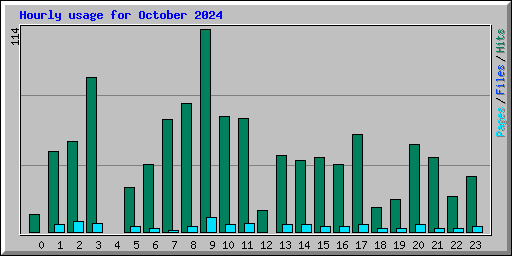 Hourly usage for October 2024
114
Pages/Files/Hits
0 1 2 3 4 5 6 7 8 9 10 11 12 13 14 15 16 17 18 19 20 21 22 23